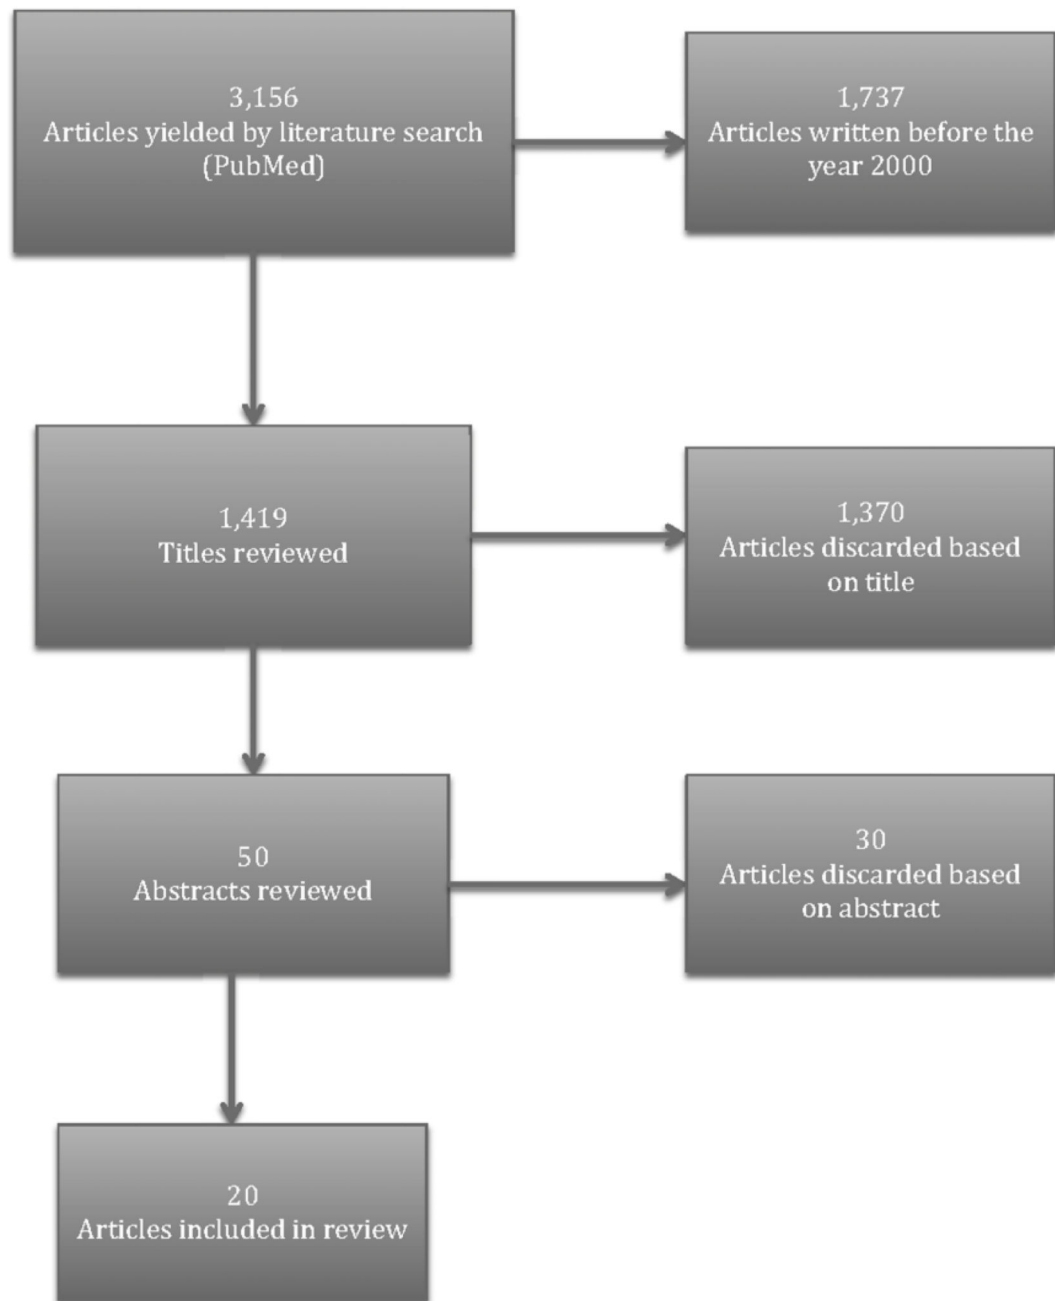 3,156
Articles yielded by literature search
(PubMed)
1,737
Articles written before the
year 2000
1,419
Titles reviewed
1,370
Articles discarded based
on title
50
Abstracts reviewed
30
Articles discarded based
on abstract
20
Articles included in review